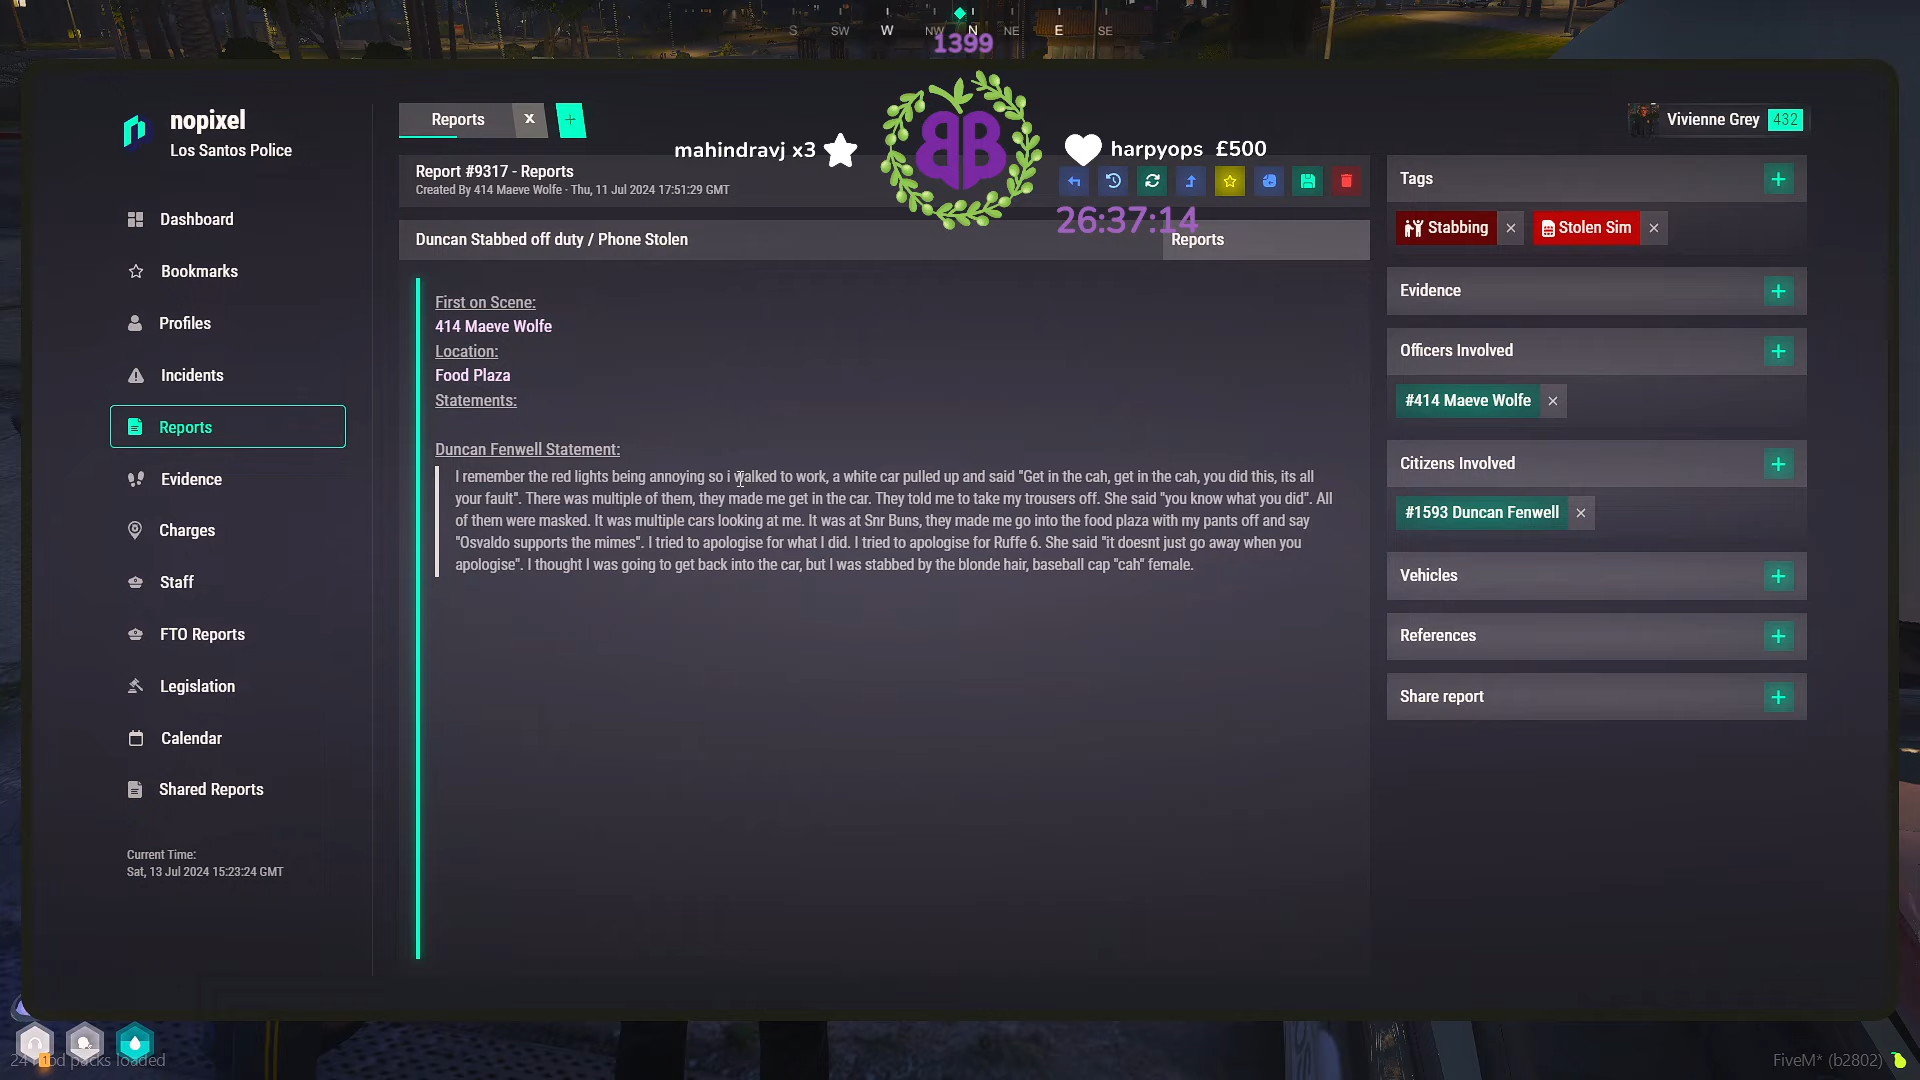 S SW W NW N NE E SE
1399
nopixel
Los Santos Police
Reports x +
Vivienne Grey 432
mahindravj x3
harpyops £500
Report #9317 - Reports
Created By 414 Maeve Wolfe · Thu, 11 Jul 2024 17:51:29 GMT
26:37:14
Duncan Stabbed off duty / Phone Stolen
Reports
Dashboard
Bookmarks
Profiles
Incidents
Reports
Evidence
Charges
Staff
FTO Reports
Legislation
Calendar
Shared Reports
Current Time:
Sat, 13 Jul 2024 15:23:24 GMT
First on Scene:
414 Maeve Wolfe
Location:
Food Plaza
Statements:
Duncan Fenwell Statement:
I remember the red lights being annoying so i walked to work, a white car pulled up and said "Get in the cah, get in the cah, you did this, its all
your fault". There was multiple of them, they made me get in the car. They told me to take my trousers off. She said "you know what you did". All
of them were masked. It was multiple cars looking at me. It was at Snr Buns, they made me go into the food plaza with my pants off and say
"Osvaldo supports the mimes". I tried to apologise for what I did. I tried to apologise for Ruffe 6. She said "it doesnt just go away when you
apologise". I thought I was going to get back into the car, but I was stabbed by the blonde hair, baseball cap "cah" female.
Tags +
Stabbing × Stolen Sim ×
Evidence +
Officers Involved +
#414 Maeve Wolfe ×
Citizens Involved +
#1593 Duncan Fenwell ×
Vehicles +
References +
Share report +
packs loaded
FiveM* (b2802)